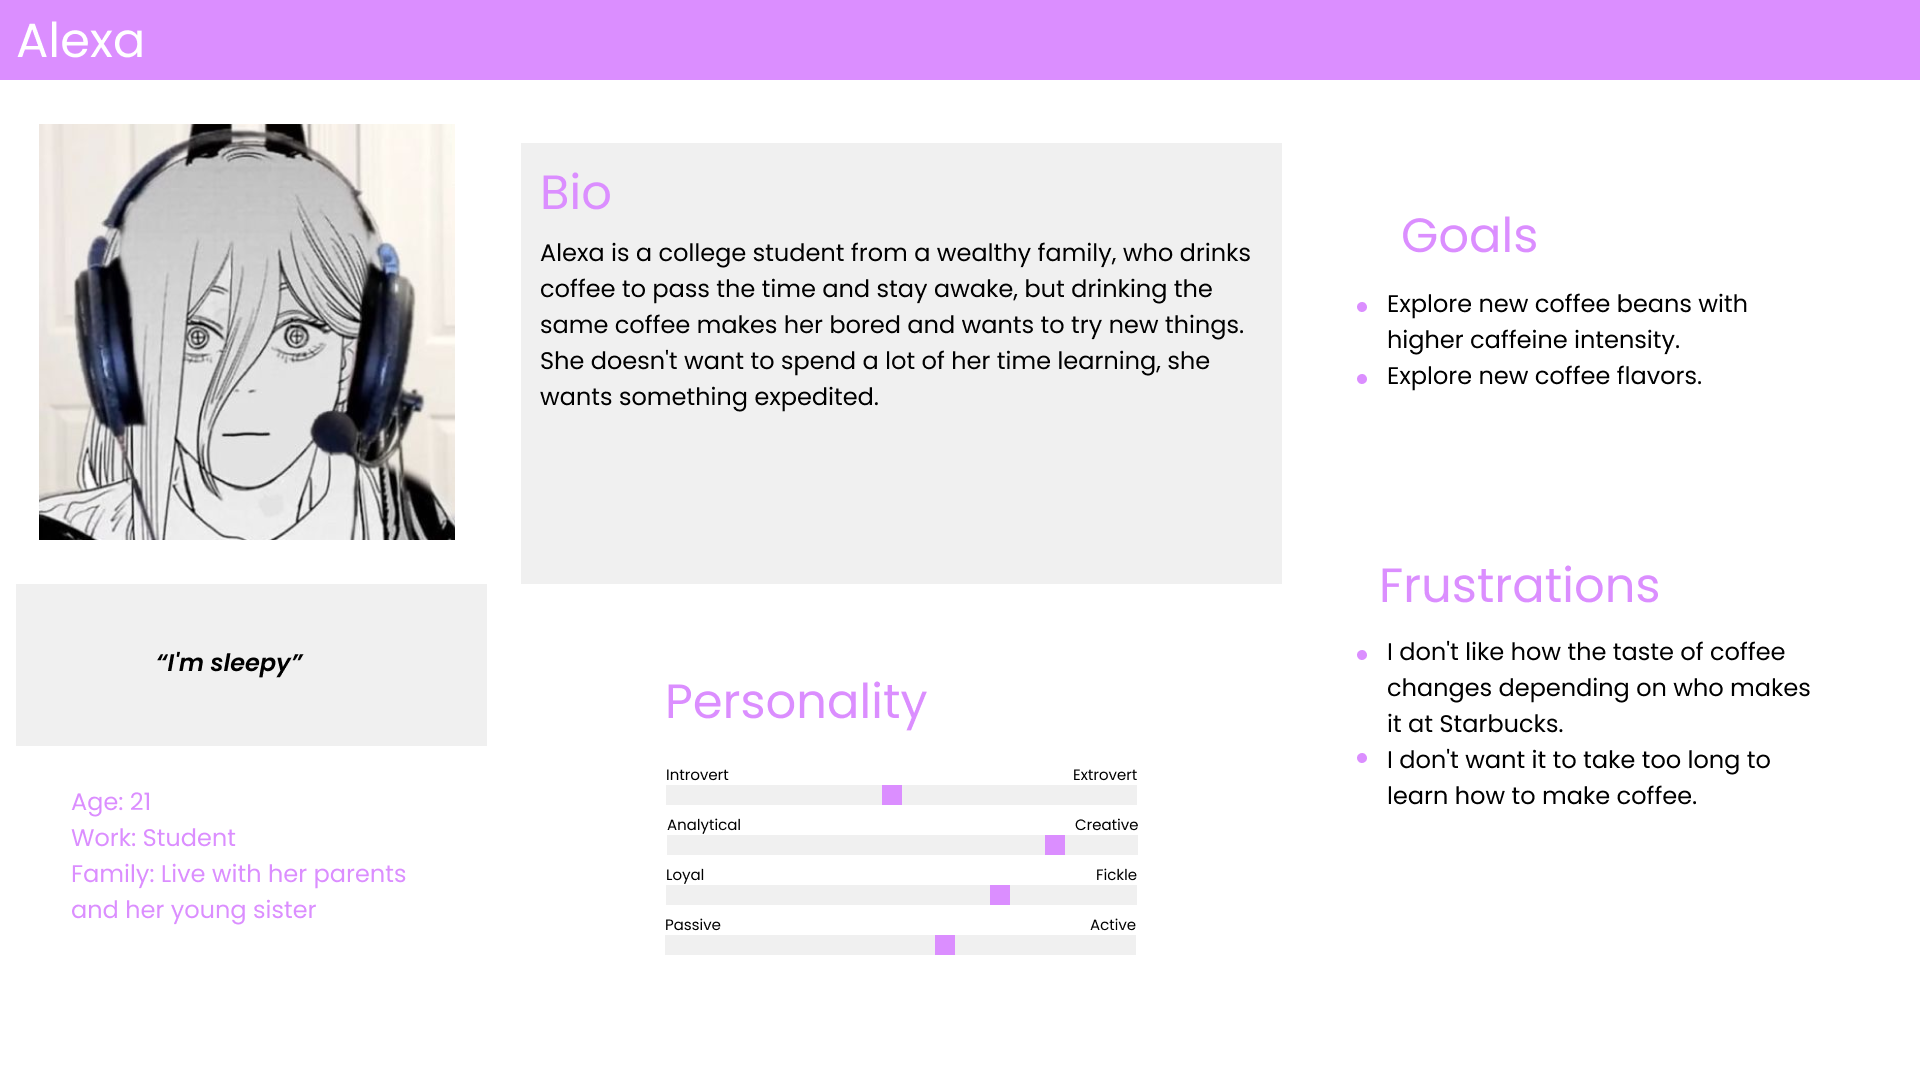 Alexa
Bio
Alexa is a college student from a wealthy family, who drinks
coffee to pass the time and stay awake, but drinking the
same coffee makes her bored and wants to try new things.
She doesn't want to spend a lot of her time learning, she
wants something expedited.
Goals
Explore new coffee beans with
higher caffeine intensity.
Explore new coffee flavors.
Frustrations
I don't like how the taste of coffee
changes depending on who makes
it at Starbucks.
I don't want it to take too long to
learn how to make coffee.
“I'm sleepy”
Age: 21
Work: Student
Family: Live with her parents
and her young sister
Personality
Introvert Extrovert
Analytical Creative
Loyal Fickle
Passive Active